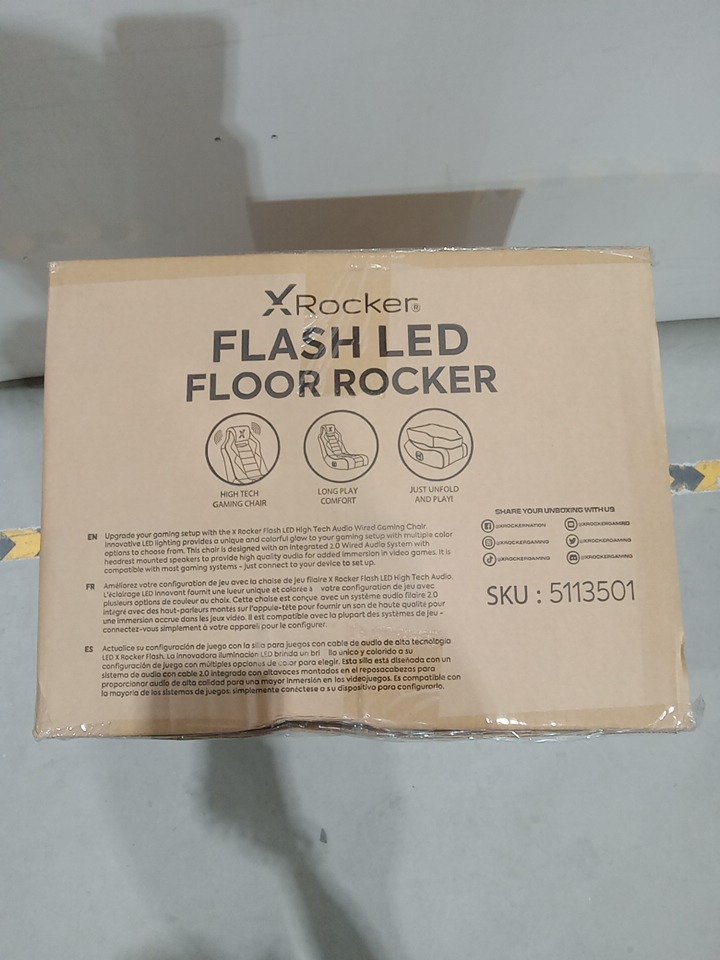 XRocker®
FLASH LED
FLOOR ROCKER
X
HIGH TECH
GAMING CHAIR
LONG PLAY
COMFORT
JUST UNFOLD
AND PLAY!
EN Upgrade your gaming setup with the X Rocker Flash LED High Tech Audio Wired Gaming Chair.
Innovative LED lighting provides a unique and colorful glow to your gaming setup with multiple color
options to choose from. This chair is designed with an integrated 2.0 Wired Audio System with
headrest mounted speakers to provide high quality audio for added immersion in video games. It is
compatible with most gaming systems - just connect to your device to set up.
FR Améliorez votre configuration de jeu avec la chaise de jeu filaire X Rocker Flash LED High Tech Audio.
L'éclairage LED innovant fournit une lueur unique et colorée à votre configuration de jeu avec
plusieurs options de couleur au choix. Cette chaise est conçue avec un système audio filaire 2.0
intégré avec des haut-parleurs montés sur l'appuie-tête pour fournir un son de haute qualité pour
une immersion accrue dans les jeux vidéo. Il est compatible avec la plupart des systèmes de jeu -
connectez-vous simplement à votre appareil pour le configurer.
ES Actualice su configuración de juego con la silla para juegos con cable de audio de alta tecnología
LED X Rocker Flash. La innovadora iluminación LED brinda un bri llo único y colorido a su
configuración de juego con múltiples opciones de color para elegir. Esta silla está diseñada con un
sistema de audio con cable 2.0 integrado con altavoces montados en el reposacabezas para
proporcionar audio de alta calidad para una mayor inmersión en los videojuegos. Es compatible con
la mayoría de los sistemas de juegos: simplemente conéctese a su dispositivo para configurarlo.
SHARE YOUR UNBOXING WITH US
@XROCKERNATION
@XROCKERGAMING
@XROCKERGAMING
@XROCKERGAMING
@XROCKERGAMING
@XROCKERGAMING
SKU : 5113501